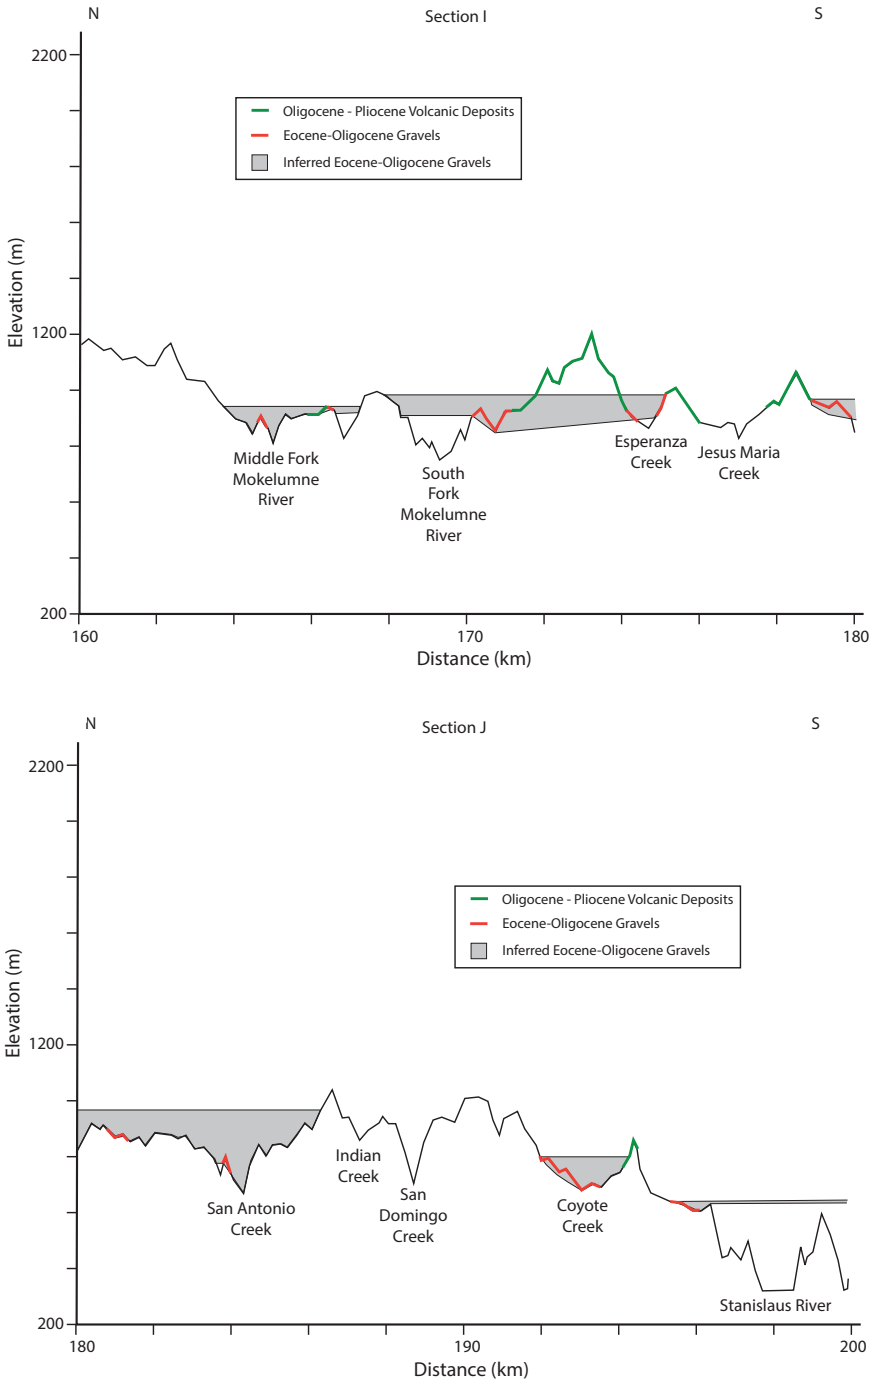 N
Section I
S
2200
Oligocene - Pliocene Volcanic Deposits
Eocene-Oligocene Gravels
Inferred Eocene-Oligocene Gravels
Elevation (m)
1200
Middle Fork
Mokelumne
River
South
Fork
Mokelumne
River
Esperanza
Creek
Jesus Maria
Creek
200
160
170
180
Distance (km)
N
Section J
S
2200
Oligocene - Pliocene Volcanic Deposits
Eocene-Oligocene Gravels
Inferred Eocene-Oligocene Gravels
Elevation (m)
1200
San Antonio
Creek
Indian
Creek
San
Domingo
Creek
Coyote
Creek
Stanislaus River
200
180
190
200
Distance (km)